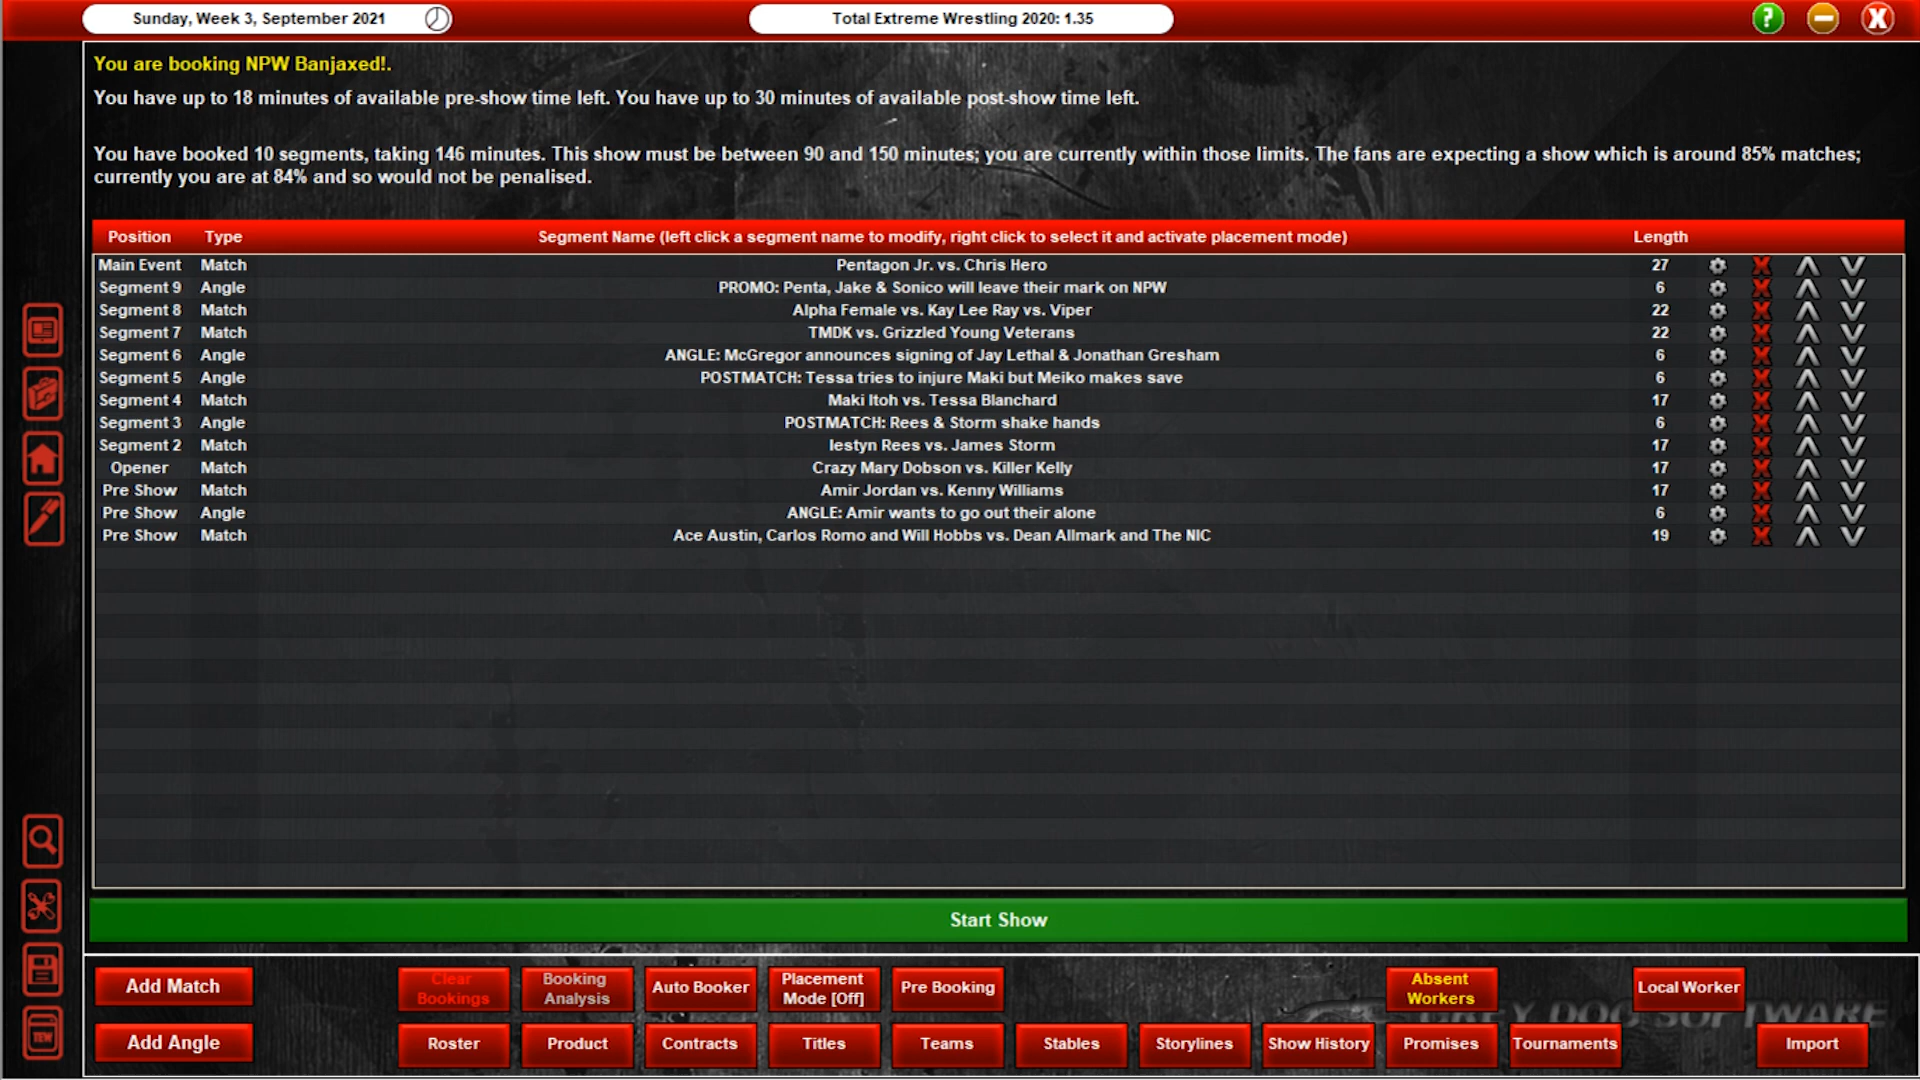 Sunday, Week 3, September 2021
Total Extreme Wrestling 2020: 1.35
You are booking NPW Banjaxed!.
You have up to 18 minutes of available pre-show time left. You have up to 30 minutes of available post-show time left.
You have booked 10 segments, taking 146 minutes. This show must be between 90 and 150 minutes; you are currently within those limits. The fans are expecting a show which is around 85% matches;
currently you are at 84% and so would not be penalised.
Position Type Segment Name (left click a segment name to modify, right click to select it and activate placement mode) Length
Main Event Match Pentagon Jr. vs. Chris Hero 27
Segment 9 Angle PROMO: Penta, Jake & Sonico will leave their mark on NPW 6
Segment 8 Match Alpha Female vs. Kay Lee Ray vs. Viper 22
Segment 7 Match TMDK vs. Grizzled Young Veterans 22
Segment 6 Angle ANGLE: McGregor announces signing of Jay Lethal & Jonathan Gresham 6
Segment 5 Angle POSTMATCH: Tessa tries to injure Maki but Meiko makes save 6
Segment 4 Match Maki Itoh vs. Tessa Blanchard 17
Segment 3 Angle POSTMATCH: Rees & Storm shake hands 6
Segment 2 Match Iestyn Rees vs. James Storm 17
Opener Match Crazy Mary Dobson vs. Killer Kelly 17
Pre Show Match Amir Jordan vs. Kenny Williams 17
Pre Show Angle ANGLE: Amir wants to go out their alone 6
Pre Show Match Ace Austin, Carlos Romo and Will Hobbs vs. Dean Allmark and The NIC 19
Start Show
Add Match
Clear
Bookings
Booking
Analysis
Auto Booker
Placement
Mode [Off]
Pre Booking
Absent
Workers
Local Worker
GREY DOG SOFTWARE
Add Angle
Roster
Product
Contracts
Titles
Teams
Stables
Storylines
Show History
Promises
Tournaments
Import
TEW